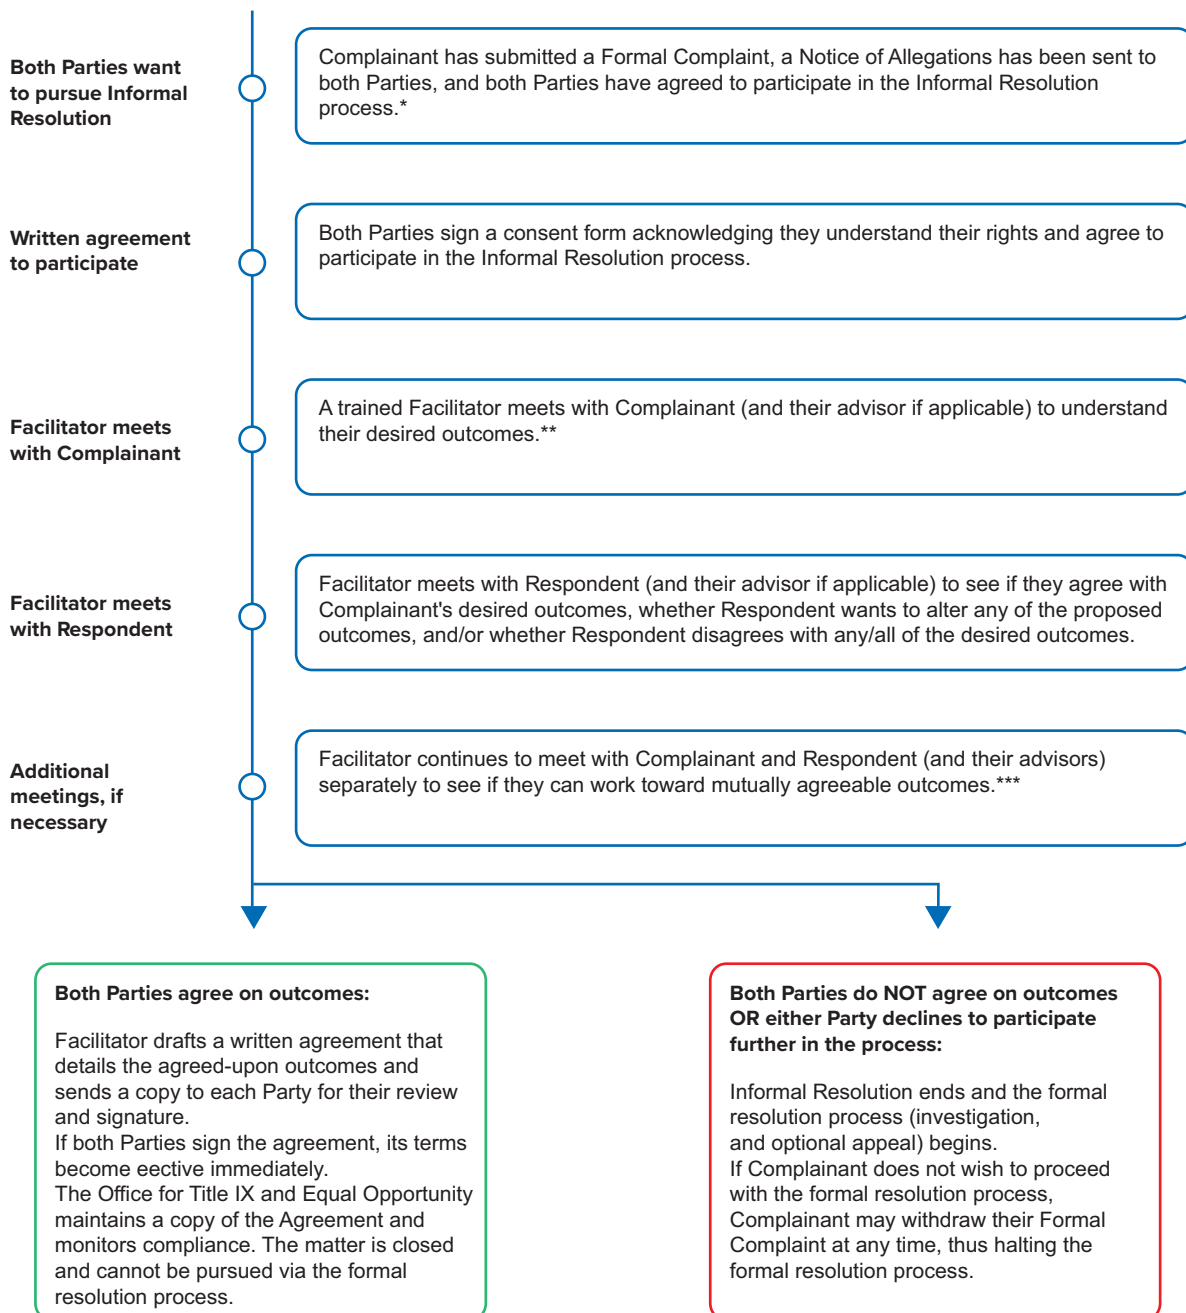 Both Parties want
to pursue Informal
Resolution
Complainant has submitted a Formal Complaint, a Notice of Allegations has been sent to
both Parties, and both Parties have agreed to participate in the Informal Resolution
process.*
Written agreement
to participate
Both Parties sign a consent form acknowledging they understand their rights and agree to
participate in the Informal Resolution process.
Facilitator meets
with Complainant
A trained Facilitator meets with Complainant (and their advisor if applicable) to understand
their desired outcomes.**
Facilitator meets
with Respondent
Facilitator meets with Respondent (and their advisor if applicable) to see if they agree with
Complainant's desired outcomes, whether Respondent wants to alter any of the proposed
outcomes, and/or whether Respondent disagrees with any/all of the desired outcomes.
Additional
meetings, if
necessary
Facilitator continues to meet with Complainant and Respondent (and their advisors)
separately to see if they can work toward mutually agreeable outcomes.***
Both Parties agree on outcomes:
Facilitator drafts a written agreement that
details the agreed-upon outcomes and
sends a copy to each Party for their review
and signature.
If both Parties sign the agreement, its terms
become eective immediately.
The Office for Title IX and Equal Opportunity
maintains a copy of the Agreement and
monitors compliance. The matter is closed
and cannot be pursued via the formal
resolution process.
Both Parties do NOT agree on outcomes
OR either Party declines to participate
further in the process:
Informal Resolution ends and the formal
resolution process (investigation,
and optional appeal) begins.
If Complainant does not wish to proceed
with the formal resolution process,
Complainant may withdraw their Formal
Complaint at any time, thus halting the
formal resolution process.